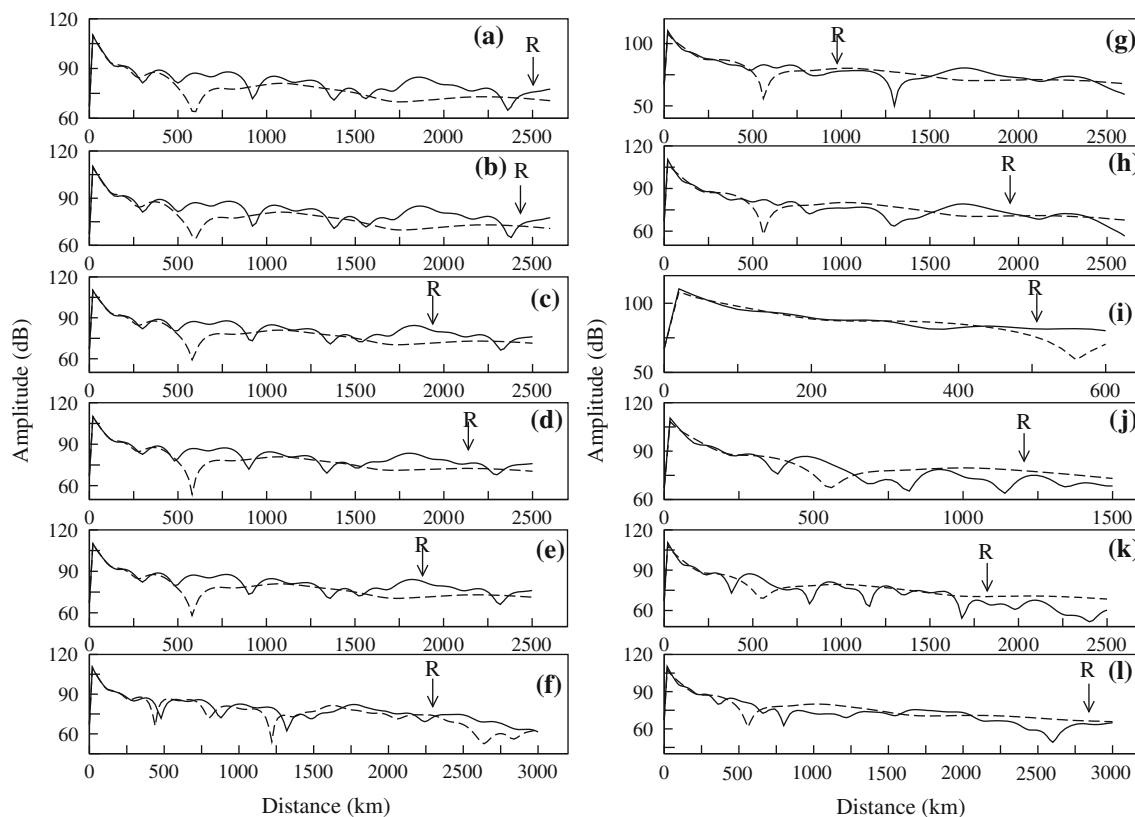 Amplitude (dB)
120
90
60
(a)
R
0 500 1000 1500 2000 2500
120
90
60
(b)
R
0 500 1000 1500 2000 2500
120
90
60
(c)
R
0 500 1000 1500 2000 2500
120
90
60
(d)
R
0 500 1000 1500 2000 2500
120
90
60
(e)
R
0 500 1000 1500 2000 2500
120
90
60
(f)
R
0 500 1000 1500 2000 2500 3000
Distance (km)
Amplitude (dB)
100
50
(g)
R
0 500 1000 1500 2000 2500
120
90
60
(h)
R
0 500 1000 1500 2000 2500
100
50
(i)
R
0 200 400 600
120
90
60
(j)
R
0 500 1000 1500
120
90
60
(k)
R
0 500 1000 1500 2000 2500
120
90
60
(l)
R
0 500 1000 1500 2000 2500 3000
Distance (km)